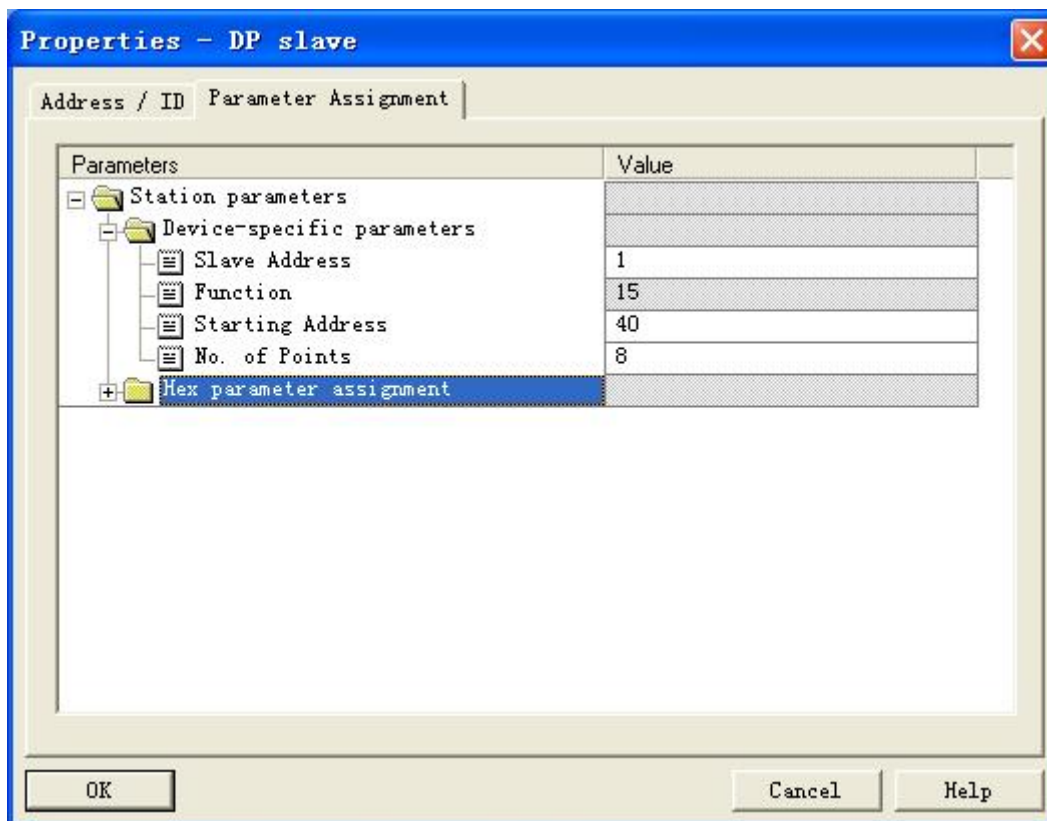 Properties - DP slave
Address / ID Parameter Assignment
Parameters Value
Station parameters
Device-specific parameters
Slave Address 1
Function 15
Starting Address 40
No. of Points 8
Hex parameter assignment
OK Cancel Help